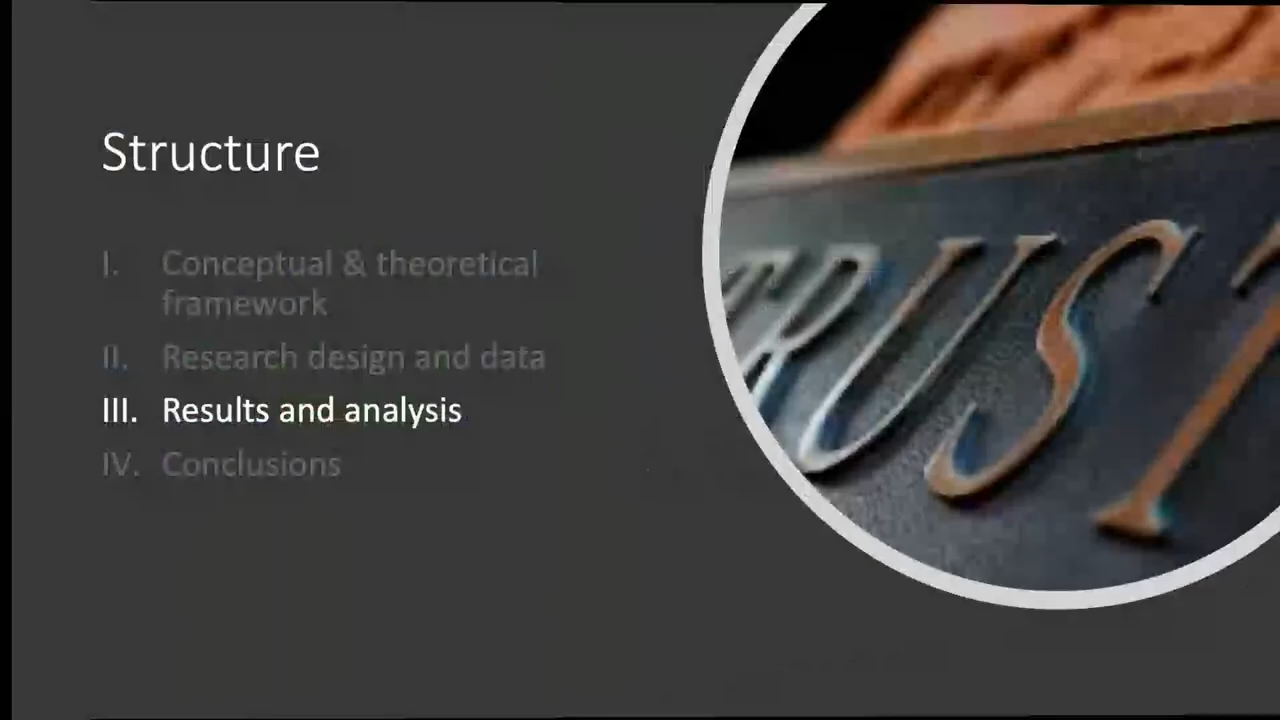 Structure
I. Conceptual & theoretical
framework
II. Research design and data
III. Results and analysis
IV. Conclusions
TRUST